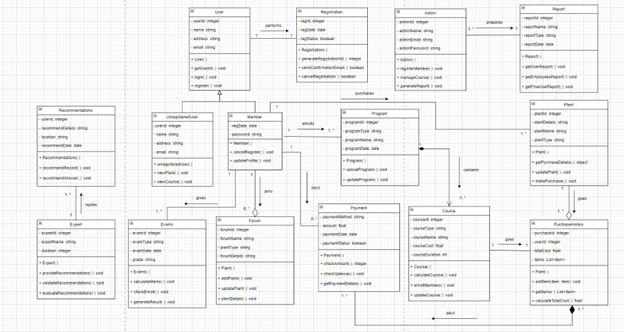 User
- userId: integer
- name: string
- address: string
- email: string
+ User( )
+ getUserId( )
+ login( ) void
+ register( ) void
performs
1
1
Registration
- regId: integer
- regDate: date
- regStatus: boolean
+ Registration( )
+ generateRegistrationId( ): integer
+ sendConfirmationEmail( ): boolean
+ cancelRegistration( ): boolean
Admin
- adminId: integer
- adminName: string
- adminEmail: string
- adminPassword: string
+ Admin( )
+ registerMember( ): void
+ manageCourse( ): void
+ generateReport( ): void
prepares
1
1..*
Report
- reportId: integer
- reportName: string
- reportType: string
- reportDate: date
+ Report( )
+ getUserReport( ): void
+ getEmployeesReport( ): void
+ getFinancialReport( ): void
purchases
Recommendations
- userId: integer
- recommendDetails: string
- location: string
- recommendDate: date
+ Recommendations( )
+ recommendRecord( ): void
+ recommendAnswer( ): void
UnregisteredUser
- userId: integer
- name: string
- address: string
- email: string
+ unregisteredUser( )
+ viewPlant( ): void
+ viewCourse( ): void
Member
- regDate: date
- password: string
+ Member( )
+ cancelRegister( ): void
+ updateProfile( ): void
enrolls
Program
- programId: integer
- programType: string
- programName: string
- programDate: date
+ Program( )
+ cancelProgram( ): void
+ updateProgram( ): void
contains
Plant
- plantId: integer
- plantDetails: string
- plantName: string
- plantType: string
+ Plant( )
+ getPurchaseDetails( ): object
+ updatePlant( ): void
+ makePurchase( ): void
replies
gives
joins
pays
goes
Expert
- expertId: integer
- expertName: string
- duration: integer
+ Expert( )
+ provideRecommendations( ): void
+ validateRecommendations( ): void
+ evaluateRecommendations( ): void
Exams
- examId: integer
- examType: string
- examDate: date
- grade: string
+ Exams( )
+ calculateMarks( ): void
+ checkResult( ): void
+ generateResult( ): void
Forum
- forumId: integer
- forumName: string
- plantType: string
- forumDetails: string
+ Plant( )
+ addPosts( ): void
+ updatePlant( ): void
+ plantDetails( ): void
Payment
- paymentMethod: string
- amount: float
- paymentDate: date
- paymentStatus: boolean
+ Payment( )
+ checkAmount( ): integer
+ getPaymentDetails( ): void
Course
- courseId: integer
- courseType: string
- courseName: string
- courseCost: float
- courseDuration: int
+ Course( )
+ calculateCourse( ): void
+ enrollMembers( ): void
+ updateCourse( ): void
goes
PurchaseHistory
- purchaseId: integer
- userId: integer
- totalCost: float
- items: List<Item>
+ Plant( )
+ addItem(item: Item): void
+ getItems( ): List<Item>
+ calculateTotalCost( ): float
pays